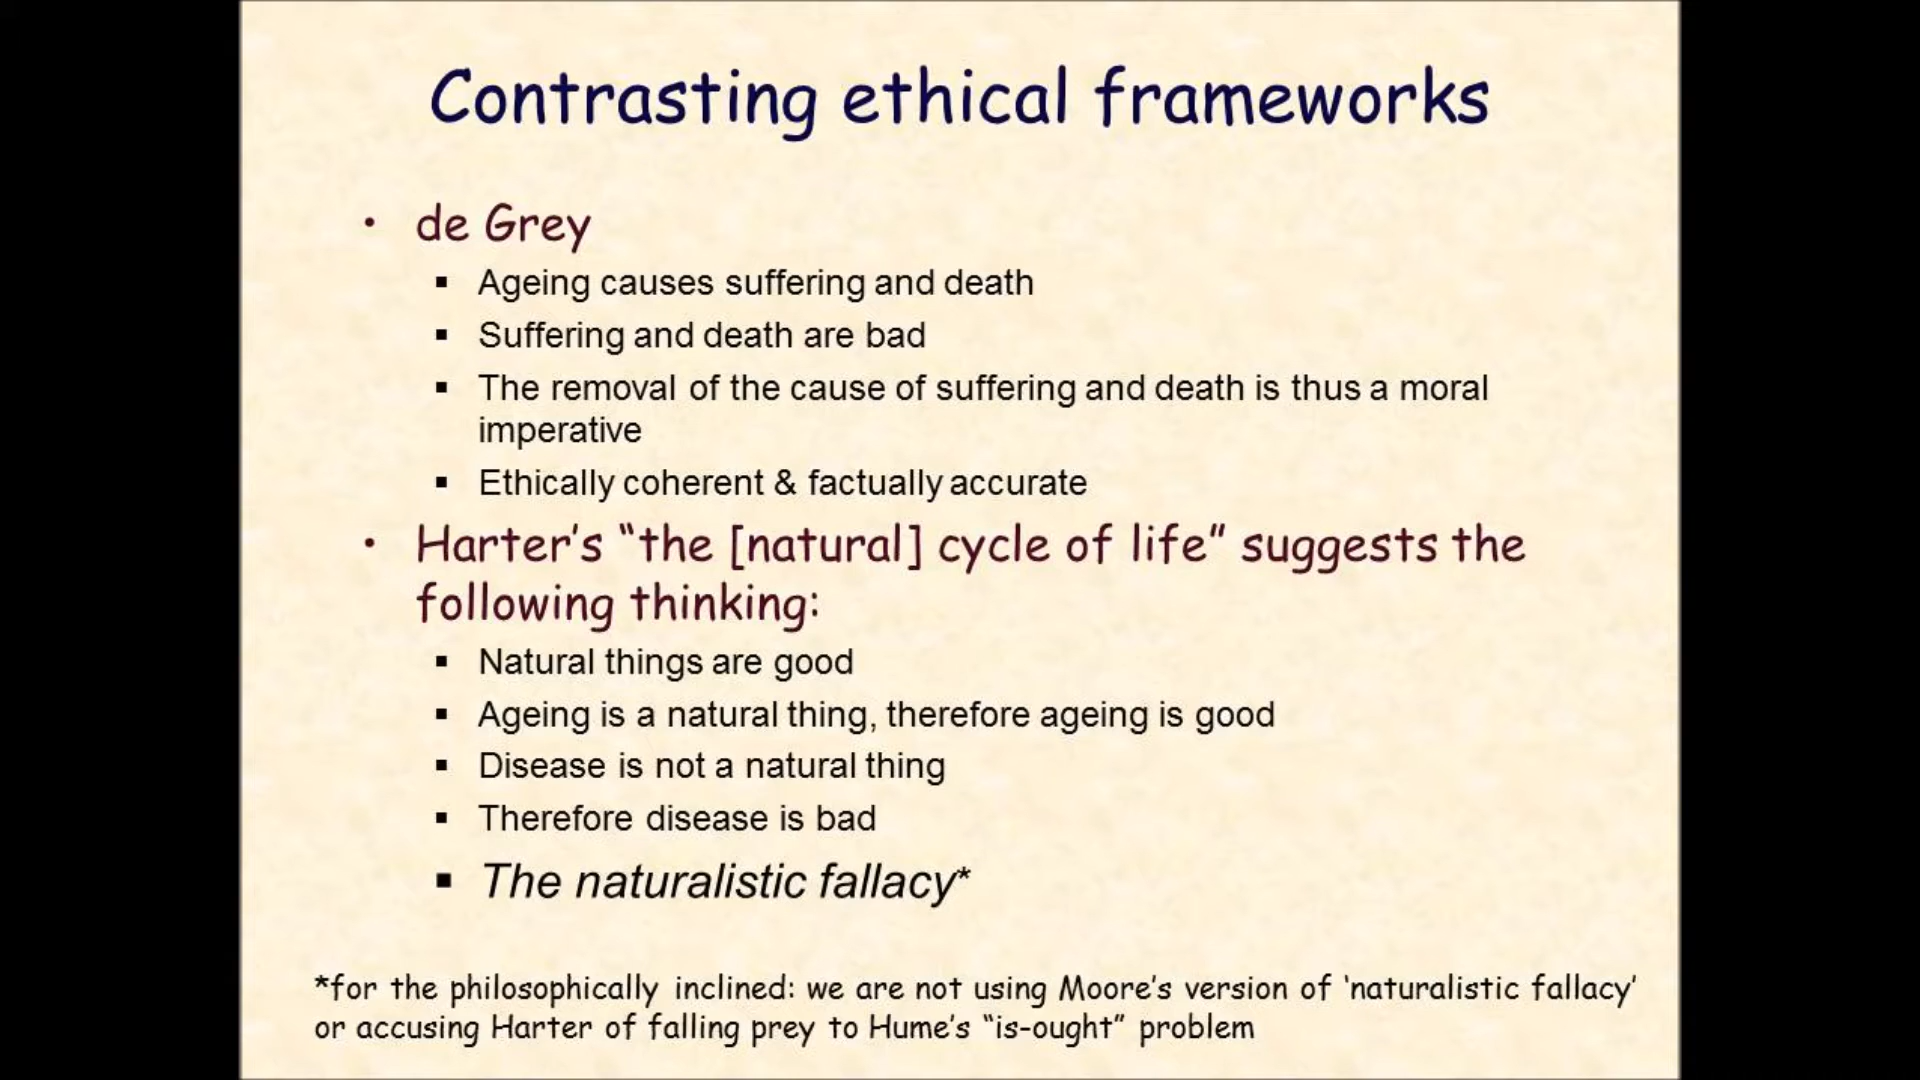 Contrasting ethical frameworks
• de Grey
▪ Ageing causes suffering and death
▪ Suffering and death are bad
▪ The removal of the cause of suffering and death is thus a moral
imperative
▪ Ethically coherent & factually accurate
• Harter's “the [natural] cycle of life” suggests the
following thinking:
▪ Natural things are good
▪ Ageing is a natural thing, therefore ageing is good
▪ Disease is not a natural thing
▪ Therefore disease is bad
▪ The naturalistic fallacy*
*for the philosophically inclined: we are not using Moore's version of ‘naturalistic fallacy’
or accusing Harter of falling prey to Hume's “is-ought” problem